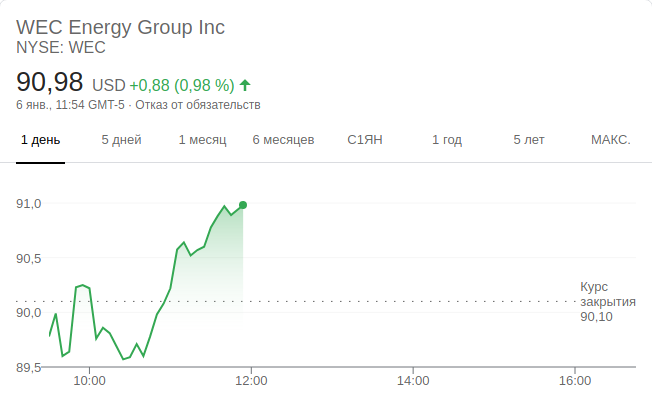 WEC Energy Group Inc
NYSE: WEC
90,98 USD +0,88 (0,98 %)
6 янв., 11:54 GMT-5 · Отказ от обязательств
1 день 5 дней 1 месяц 6 месяцев С1ЯН 1 год 5 лет МАКС.
91,0
90,5
Курс
закрытия
90,10
90,0
89,5
10:00 12:00 14:00 16:00